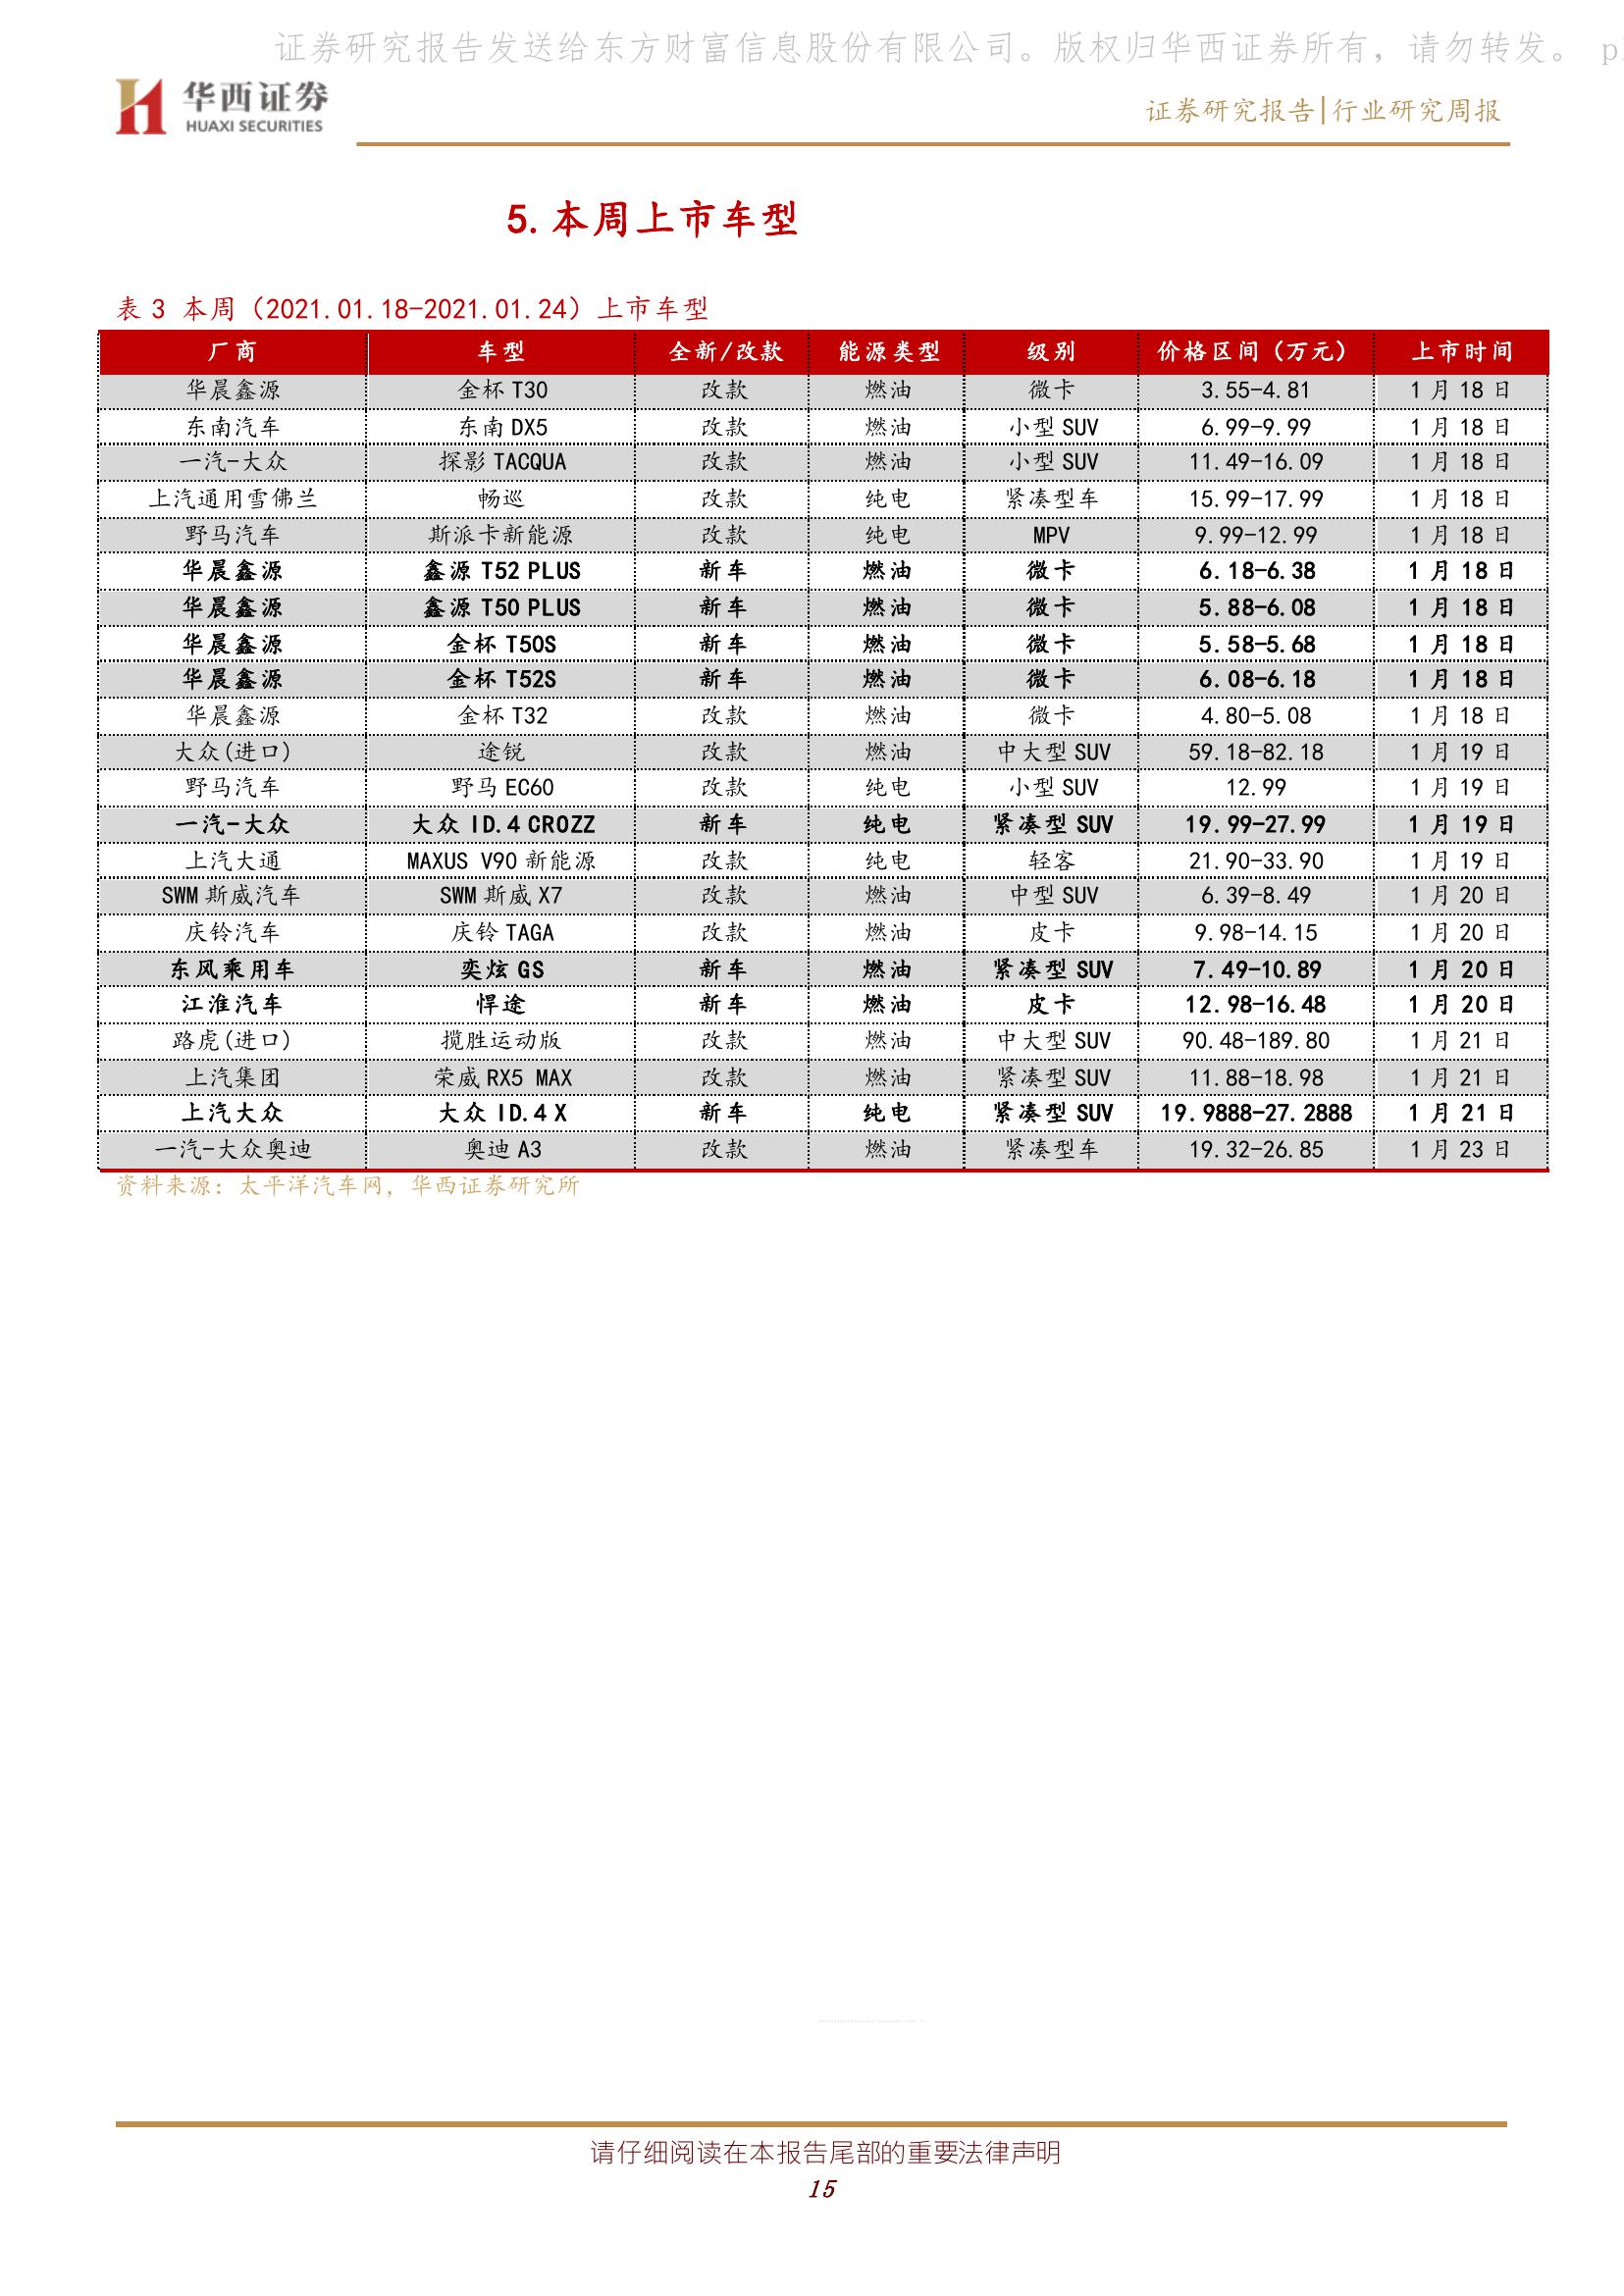 证券研究报告发送给东方财富信息股份有限公司。版权归华西证券所有，请勿转发。
华西证券
HUAXI SECURITIES
证券研究报告|行业研究周报
5.本周上市车型
表 3 本周（2021.01.18-2021.01.24）上市车型
厂商 车型 全新/改款 能源类型 级别 价格区间（万元） 上市时间
华晨鑫源 金杯 T30 改款 燃油 微卡 3.55-4.81 1 月 18 日
东南汽车 东南 DX5 改款 燃油 小型 SUV 6.99-9.99 1 月 18 日
一汽-大众 探影 TACQUA 改款 燃油 小型 SUV 11.49-16.09 1 月 18 日
上汽通用雪佛兰 畅巡 改款 纯电 紧凑型车 15.99-17.99 1 月 18 日
野马汽车 斯派卡新能源 改款 纯电 MPV 9.99-12.99 1 月 18 日
华晨鑫源 鑫源 T52 PLUS 新车 燃油 微卡 6.18-6.38 1 月 18 日
华晨鑫源 鑫源 T50 PLUS 新车 燃油 微卡 5.88-6.08 1 月 18 日
华晨鑫源 金杯 T50S 新车 燃油 微卡 5.58-5.68 1 月 18 日
华晨鑫源 金杯 T52S 新车 燃油 微卡 6.08-6.18 1 月 18 日
华晨鑫源 金杯 T32 改款 燃油 微卡 4.80-5.08 1 月 18 日
大众(进口) 途锐 改款 燃油 中大型 SUV 59.18-82.18 1 月 19 日
野马汽车 野马 EC60 改款 纯电 小型 SUV 12.99 1 月 19 日
一汽-大众 大众 ID.4 CROZZ 新车 纯电 紧凑型 SUV 19.99-27.99 1 月 19 日
上汽大通 MAXUS V90 新能源 改款 纯电 轻客 21.90-33.90 1 月 19 日
SWM 斯威汽车 SWM 斯威 X7 改款 燃油 中型 SUV 6.39-8.49 1 月 20 日
庆铃汽车 庆铃 TAGA 改款 燃油 皮卡 9.98-14.15 1 月 20 日
东风乘用车 奕炫 GS 新车 燃油 紧凑型 SUV 7.49-10.89 1 月 20 日
江淮汽车 悍途 新车 燃油 皮卡 12.98-16.48 1 月 20 日
路虎(进口) 揽胜运动版 改款 燃油 中大型 SUV 90.48-189.80 1 月 21 日
上汽集团 荣威 RX5 MAX 改款 燃油 紧凑型 SUV 11.88-18.98 1 月 21 日
上汽大众 大众 ID.4 X 新车 纯电 紧凑型 SUV 19.9888-27.2888 1 月 21 日
一汽-大众奥迪 奥迪 A3 改款 燃油 紧凑型车 19.32-26.85 1 月 23 日
资料来源：太平洋汽车网，华西证券研究所
请仔细阅读在本报告尾部的重要法律声明
15